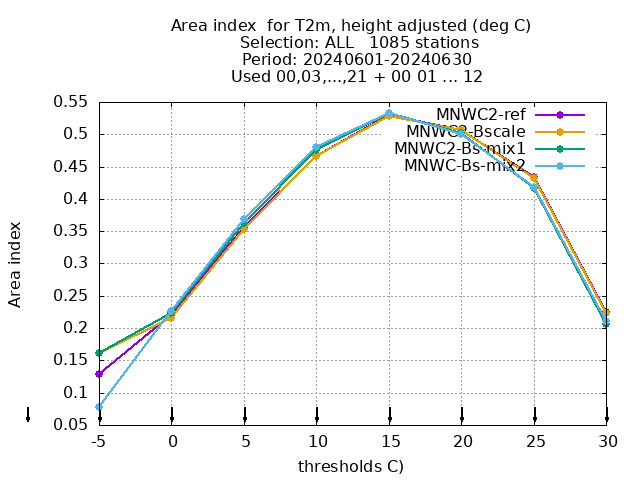 Area index  for T2m, height adjusted (deg C)
Selection: ALL   1085 stations
Period: 20240601-20240630
Used 00,03,...,21 + 00 01 ... 12
MNWC2-ref
MNWC2-Bscale
MNWC2-Bs-mix1
MNWC-Bs-mix2
Area index
0.55
0.5
0.45
0.4
0.35
0.3
0.25
0.2
0.15
0.1
0.05
-5 0 5 10 15 20 25 30
thresholds C)